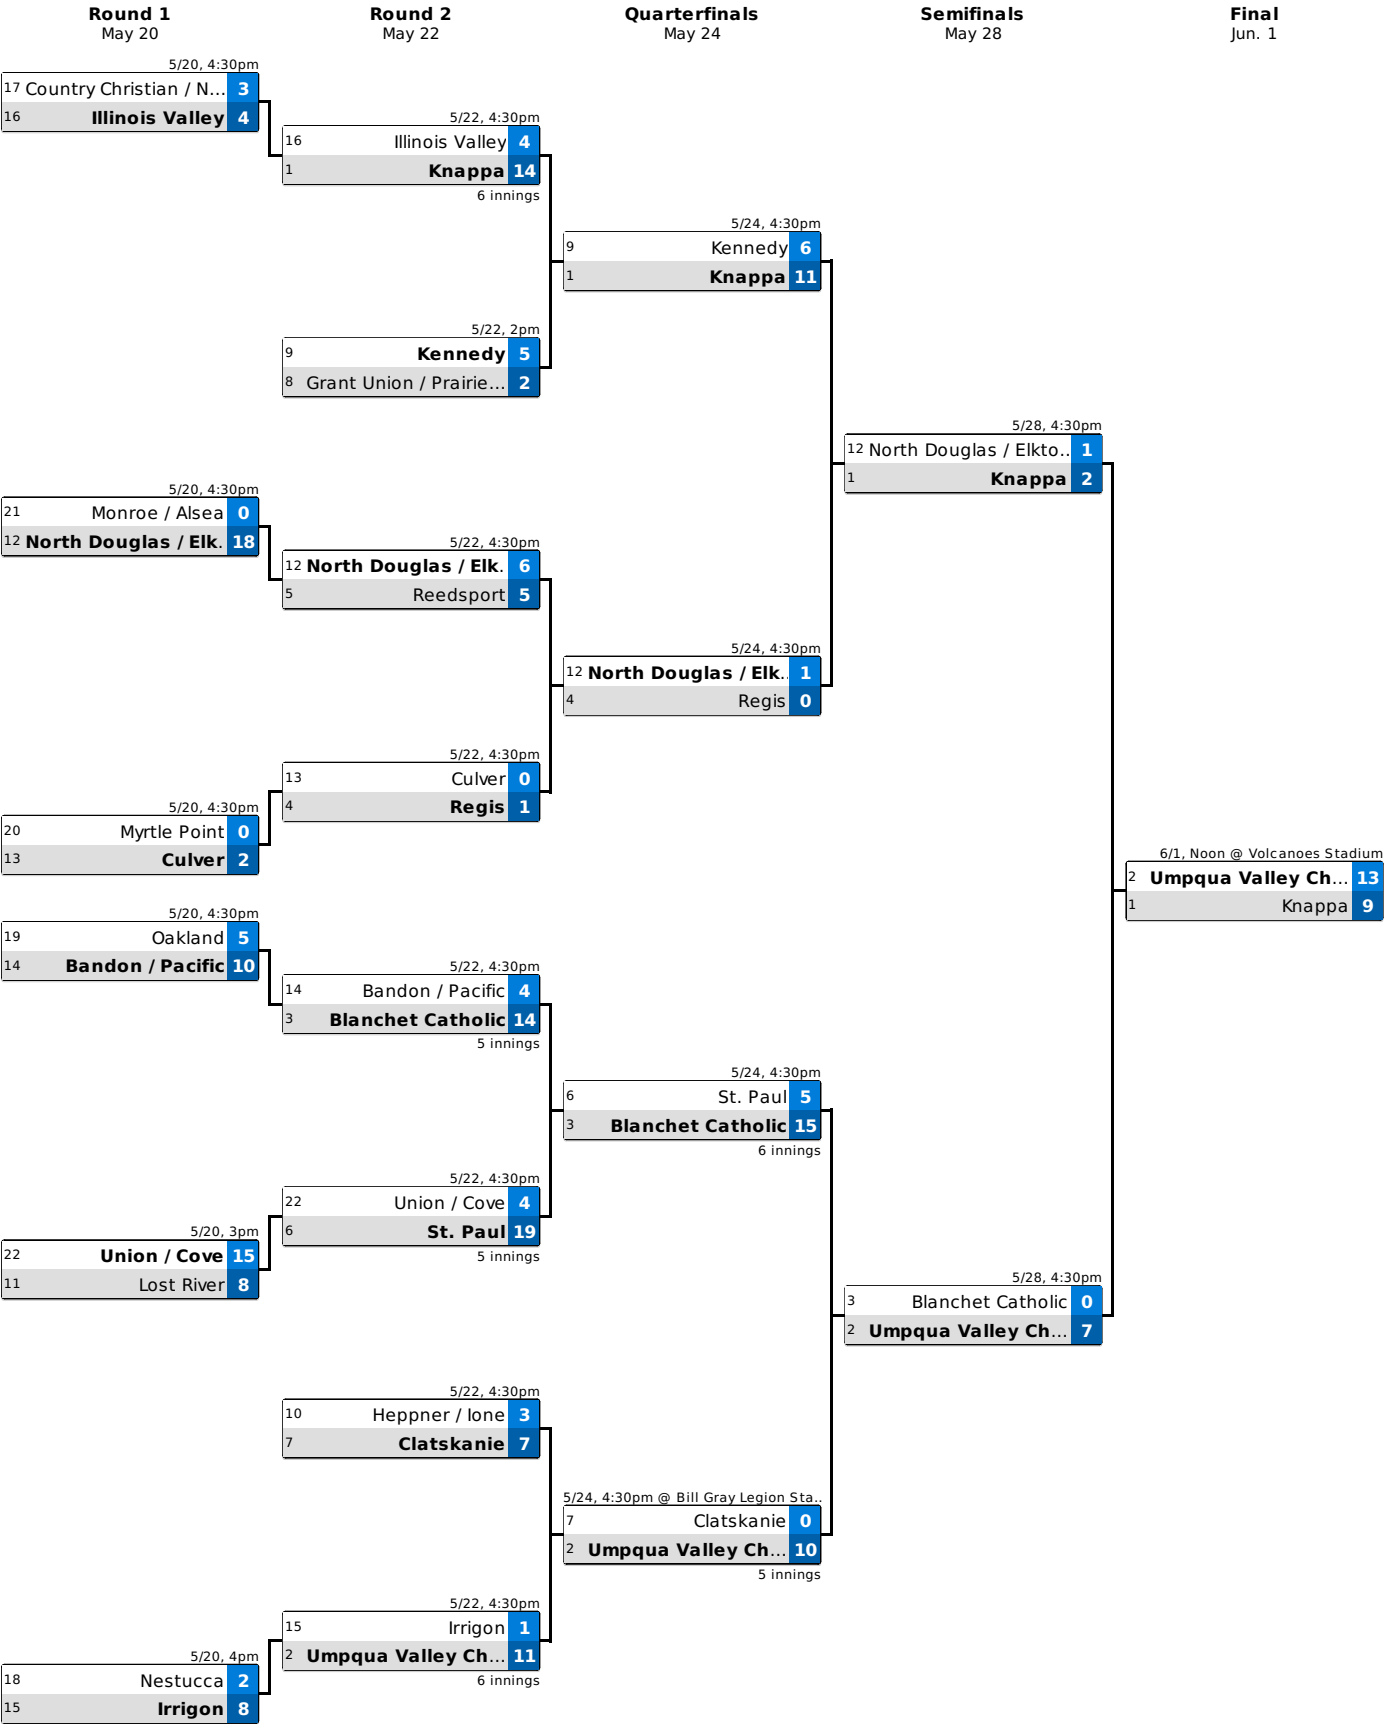 Round 1
May 20
Round 2
May 22
Quarterfinals
May 24
Semifinals
May 28
Final
Jun. 1
5/20, 4:30pm
17 Country Christian / N... 3
16 Illinois Valley 4
5/20, 4:30pm
21 Monroe / Alsea 0
12 North Douglas / Elk. 18
5/20, 4:30pm
20 Myrtle Point 0
13 Culver 2
5/20, 4:30pm
19 Oakland 5
14 Bandon / Pacific 10
5/20, 3pm
22 Union / Cove 15
11 Lost River 8
5/20, 4pm
18 Nestucca 2
15 Irrigon 8
5/22, 4:30pm
16 Illinois Valley 4
1 Knappa 14
6 innings
5/22, 2pm
9 Kennedy 5
8 Grant Union / Prairie... 2
5/22, 4:30pm
12 North Douglas / Elk. 6
5 Reedsport 5
5/22, 4:30pm
13 Culver 0
4 Regis 1
5/22, 4:30pm
14 Bandon / Pacific 4
3 Blanchet Catholic 14
5 innings
5/22, 4:30pm
22 Union / Cove 4
6 St. Paul 19
5 innings
5/22, 4:30pm
10 Heppner / Ione 3
7 Clatskanie 7
5/22, 4:30pm
15 Irrigon 1
2 Umpqua Valley Ch... 11
6 innings
5/24, 4:30pm
9 Kennedy 6
1 Knappa 11
5/24, 4:30pm
12 North Douglas / Elk.. 1
4 Regis 0
5/24, 4:30pm
6 St. Paul 5
3 Blanchet Catholic 15
6 innings
5/24, 4:30pm @ Bill Gray Legion Sta..
7 Clatskanie 0
2 Umpqua Valley Ch... 10
5 innings
5/28, 4:30pm
12 North Douglas / Elkto.. 1
1 Knappa 2
5/28, 4:30pm
3 Blanchet Catholic 0
2 Umpqua Valley Ch... 7
6/1, Noon @ Volcanoes Stadium
2 Umpqua Valley Ch... 13
1 Knappa 9